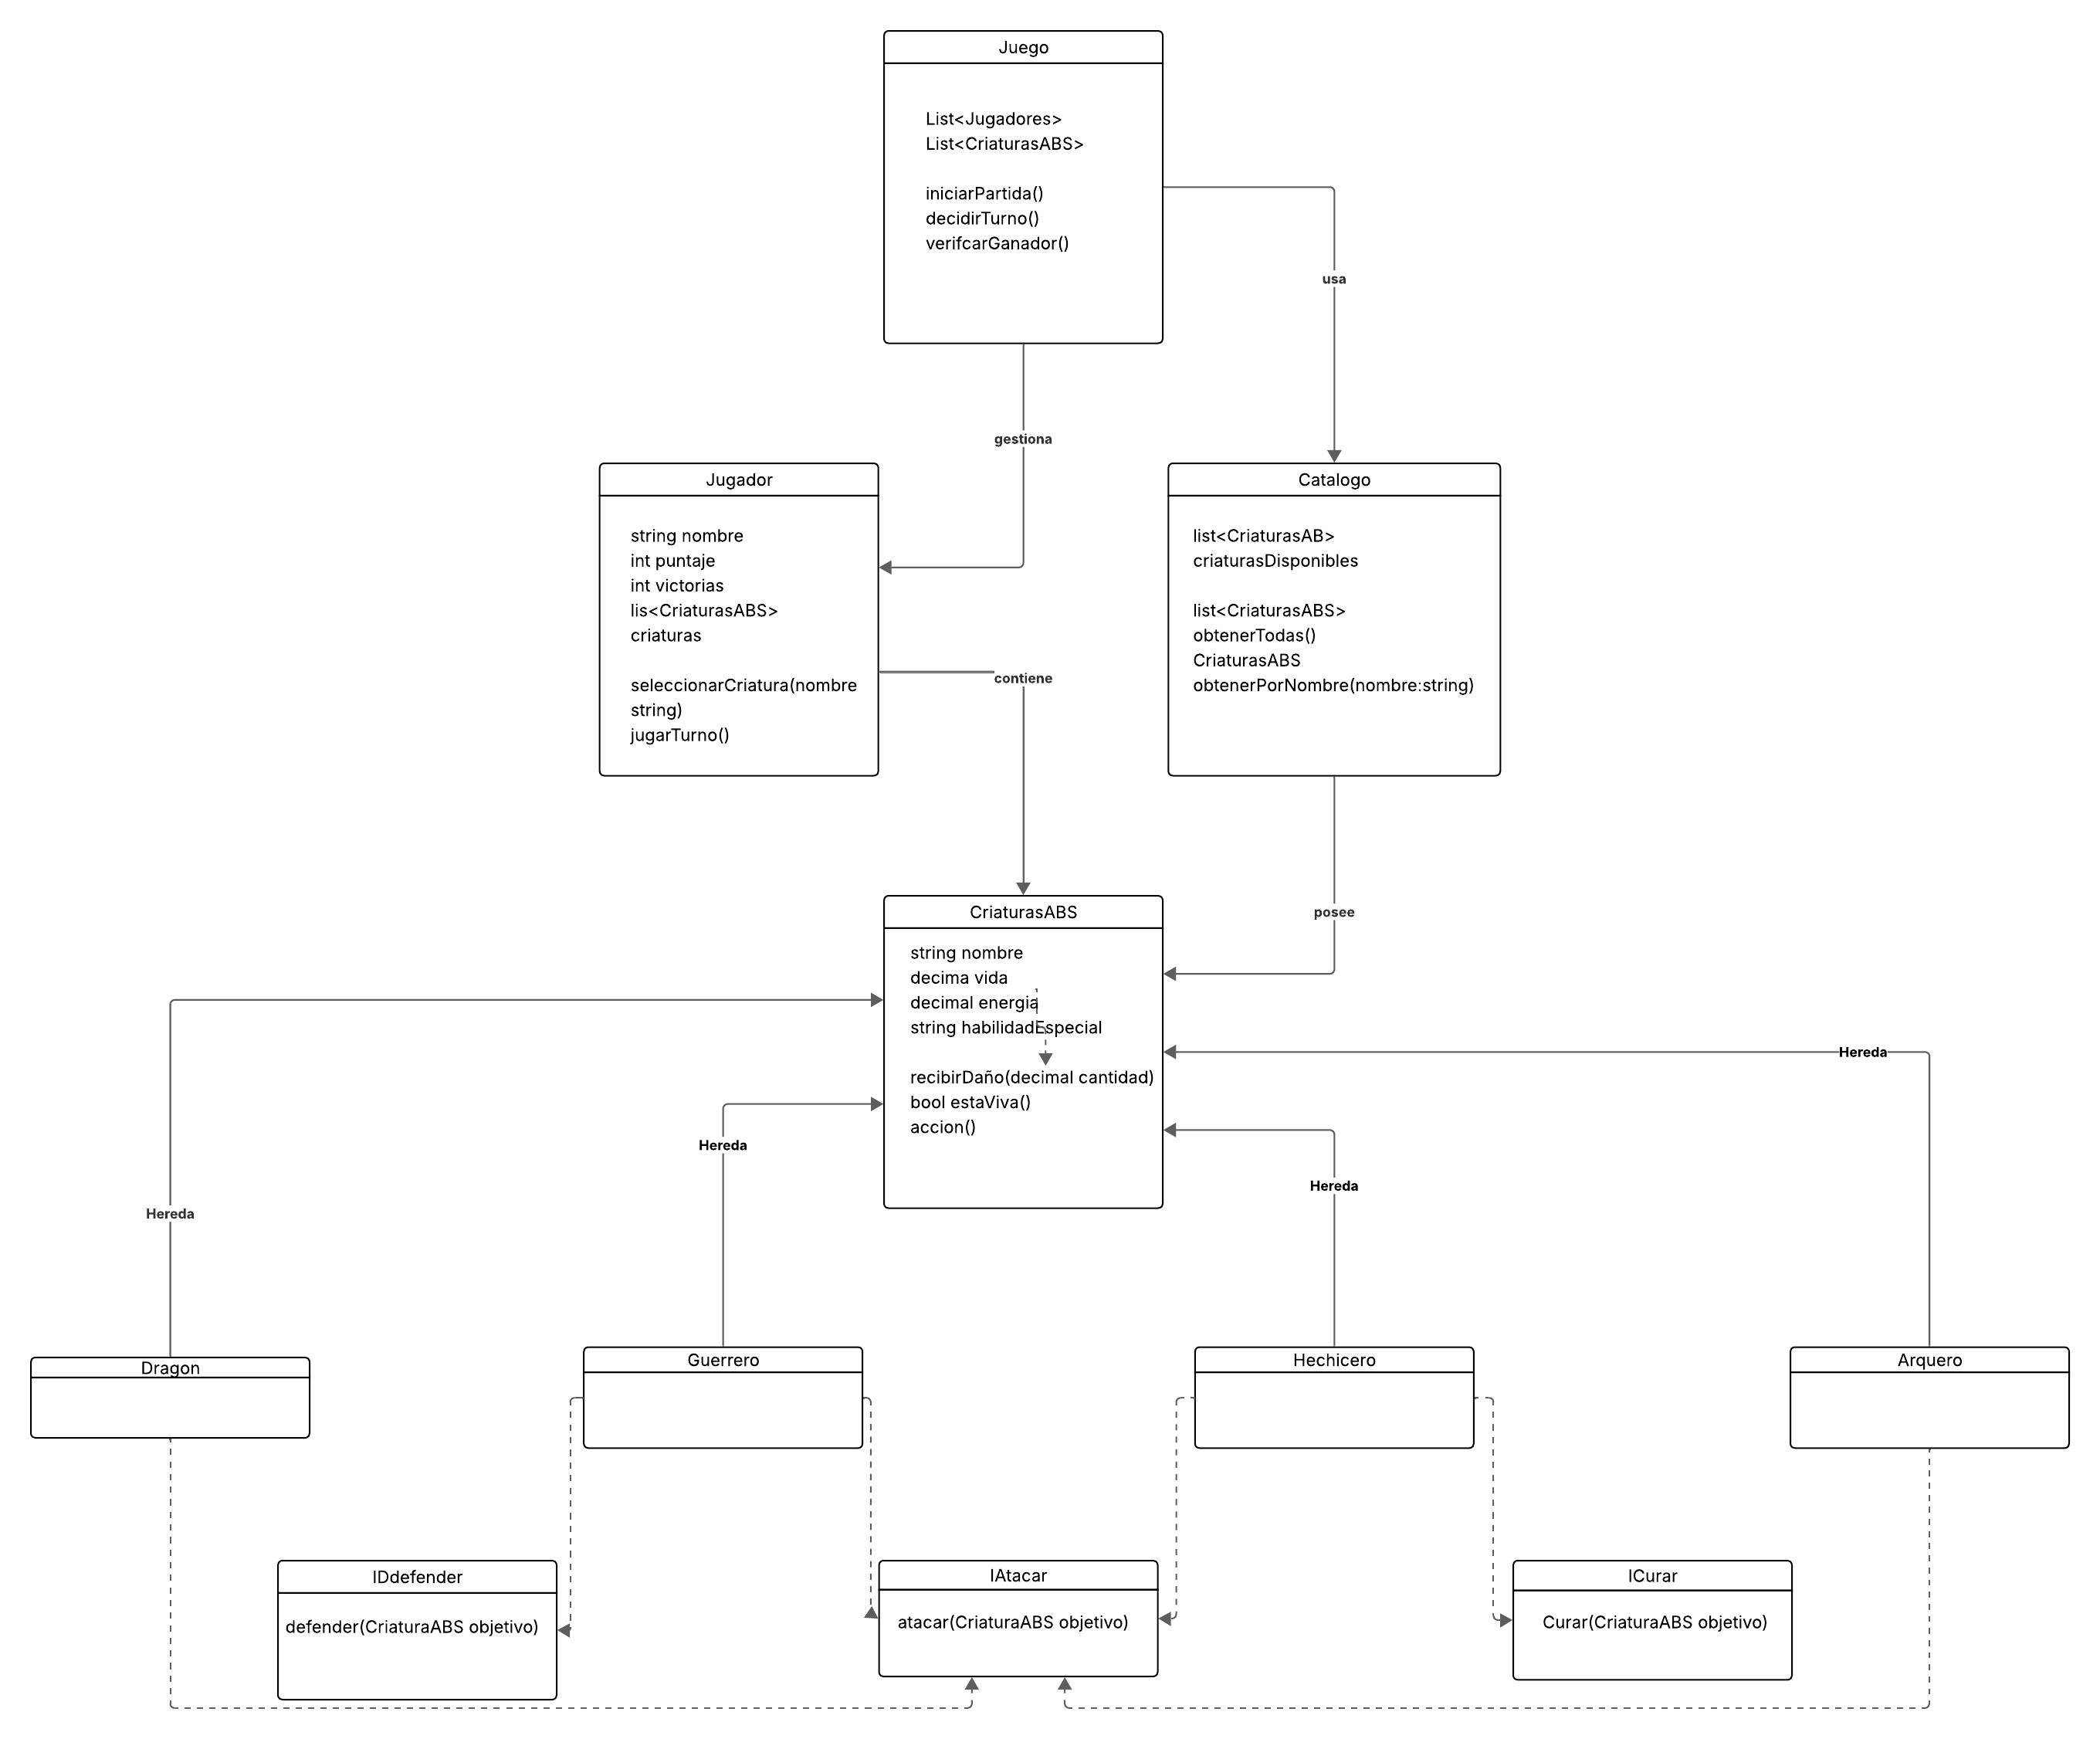 Juego
List<Jugadores>
List<CriaturasABS>
iniciarPartida()
decidirTurno()
verifcarGanador()
usa
gestiona
Jugador
string nombre
int puntaje
int victorias
lis<CriaturasABS>
criaturas
seleccionarCriatura(nombre
string)
jugarTurno()
Catalogo
list<CriaturasAB>
criaturasDisponibles
list<CriaturasABS>
obtenerTodas()
CriaturasABS
obtenerPorNombre(nombre:string)
contiene
posee
CriaturasABS
string nombre
decima vida
decimal energia
string habilidadEspecial
recibirDaño(decimal cantidad)
bool estaViva()
accion()
Hereda
Hereda
Hereda
Hereda
Dragon
Guerrero
Hechicero
Arquero
IDdefender
defender(CriaturaABS objetivo)
IAtacar
atacar(CriaturaABS objetivo)
ICurar
Curar(CriaturaABS objetivo)